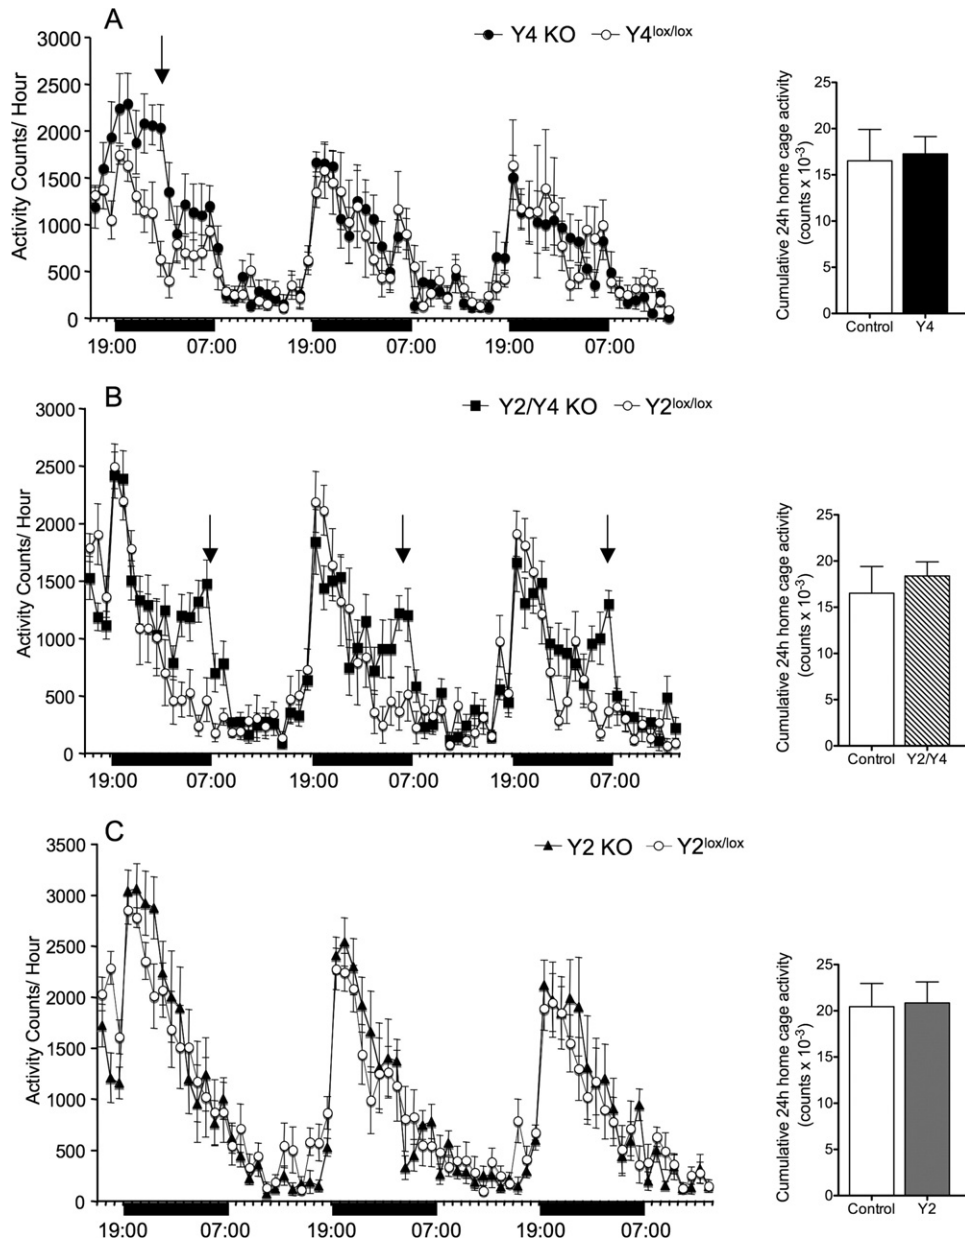 A
Y4 KO Y4lox/lox
3000
2500
2000
1500
1000
500
0
Activity Counts/ Hour
19:00 07:00 19:00 07:00 19:00 07:00
Cumulative 24h home cage activity
(counts x 10⁻³)
25
20
15
10
5
0
Control Y4
B
Y2/Y4 KO Y2lox/lox
3000
2500
2000
1500
1000
500
0
Activity Counts/ Hour
19:00 07:00 19:00 07:00 19:00 07:00
Cumulative 24h home cage activity
(counts x 10⁻³)
25
20
15
10
5
0
Control Y2/Y4
C
Y2 KO Y2lox/lox
3500
3000
2500
2000
1500
1000
500
0
Activity Counts/ Hour
19:00 07:00 19:00 07:00 19:00 07:00
Cumulative 24h home cage activity
(counts x 10⁻³)
25
20
15
10
5
0
Control Y2